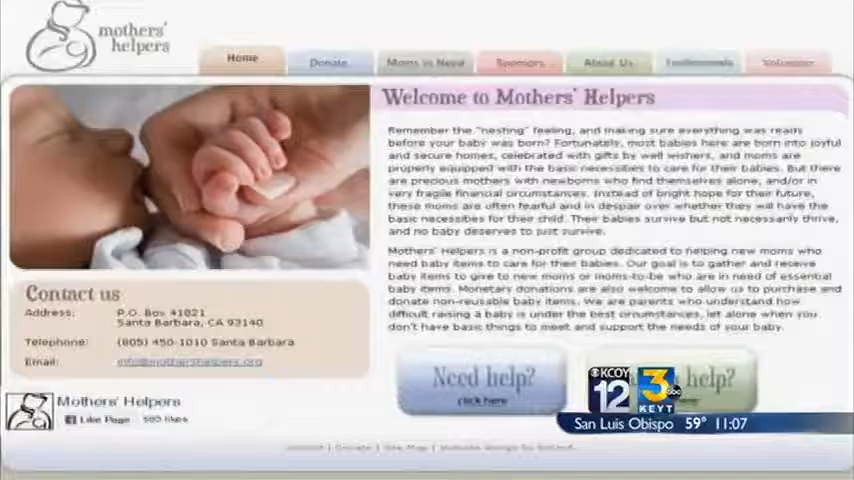 mothers'
helpers
Home
Donate
Moms in Need
Sponsors
About Us
Testimonials
Volunteer
Welcome to Mothers' Helpers
Remember the "nesting" feeling, and making sure everything was ready
before your baby was born? Fortunately, most babies here are born into joyful
and secure homes, celebrated with gifts by well wishers, and moms are
properly equipped with the basic necessities to care for their babies. But there
are precious mothers with newborns who find themselves alone, and/or in
very fragile financial circumstances. Instead of bright hope for their future,
these moms are often fearful and in despair over whether they will have the
basic necessities for their child. Their babies survive but not necessarily thrive,
and no baby deserves to just survive.
Mothers' Helpers is a non-profit group dedicated to helping new moms who
need baby items to care for their babies. Our goal is to gather and receive
baby items to give to new moms or moms-to-be who are in need of essential
baby items. Monetary donations are also welcome to allow us to purchase and
donate non-reusable baby items. We are parents who understand how
difficult raising a baby is under the best circumstances, let alone when you
don't have basic things to meet and support the needs of your baby.
Contact us
Address: P.O. Box 41021
Santa Barbara, CA 93140
Telephone: (805) 450-1010 Santa Barbara
Email: info@mothershelpers.org
Mothers' Helpers
Like Page
likes
Need help?
click here
help?
here
KCOY
12
3
abc
KEYT
San Luis Obispo 59° 11:07
| Donate | Site Map | Website design by